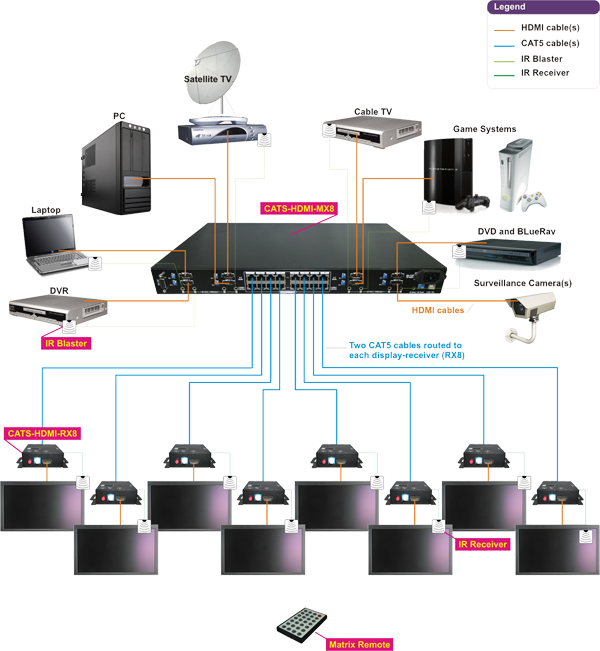 Legend
HDMI cable(s)
CAT5 cable(s)
IR Blaster
IR Receiver
Satellite TV
PC
Cable TV
Game Systems
Laptop
CATS-HDMI-MX8
DVD and BLueRav
Surveillance Camera(s)
DVR
HDMI cables
IR Blaster
Two CAT5 cables routed to
each display-receiver (RX8)
CATS-HDMI-RX8
IR Receiver
Matrix Remote